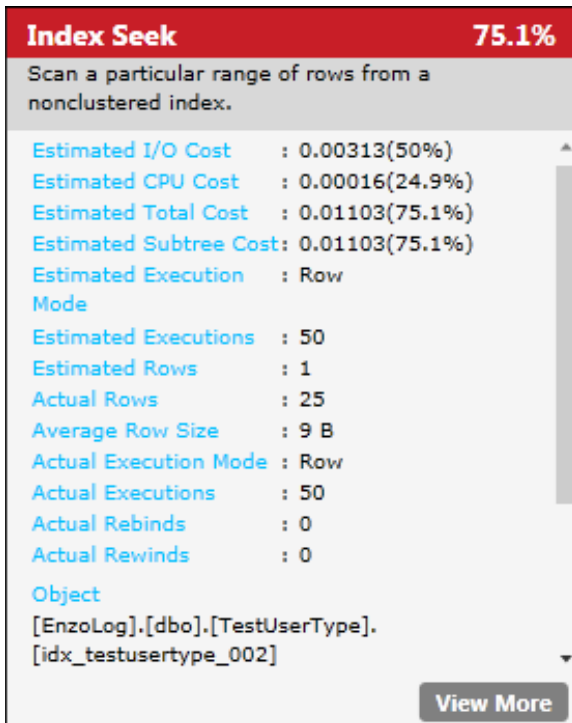 Index Seek 75.1%
Scan a particular range of rows from a
nonclustered index.
Estimated I/O Cost : 0.00313(50%)
Estimated CPU Cost : 0.00016(24.9%)
Estimated Total Cost : 0.01103(75.1%)
Estimated Subtree Cost: 0.01103(75.1%)
Estimated Execution : Row
Mode
Estimated Executions : 50
Estimated Rows : 1
Actual Rows : 25
Average Row Size : 9 B
Actual Execution Mode : Row
Actual Executions : 50
Actual Rebinds : 0
Actual Rewinds : 0
Object
[EnzoLog].[dbo].[TestUserType].
[idx_testusertype_002]
View More